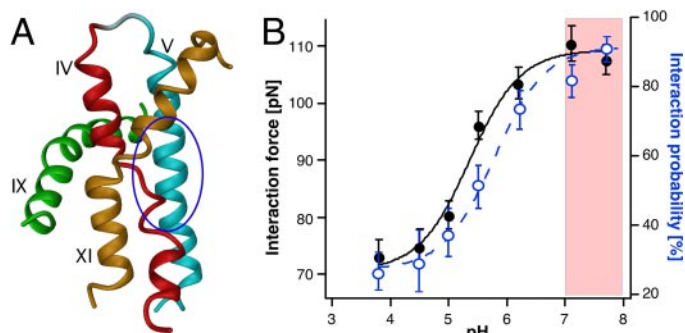 A
IV
V
IX
XI
B
Interaction force [pN]
110
100
90
80
70
3
4
5
6
7
8
pH
100
80
60
40
20
Interaction probability [%]